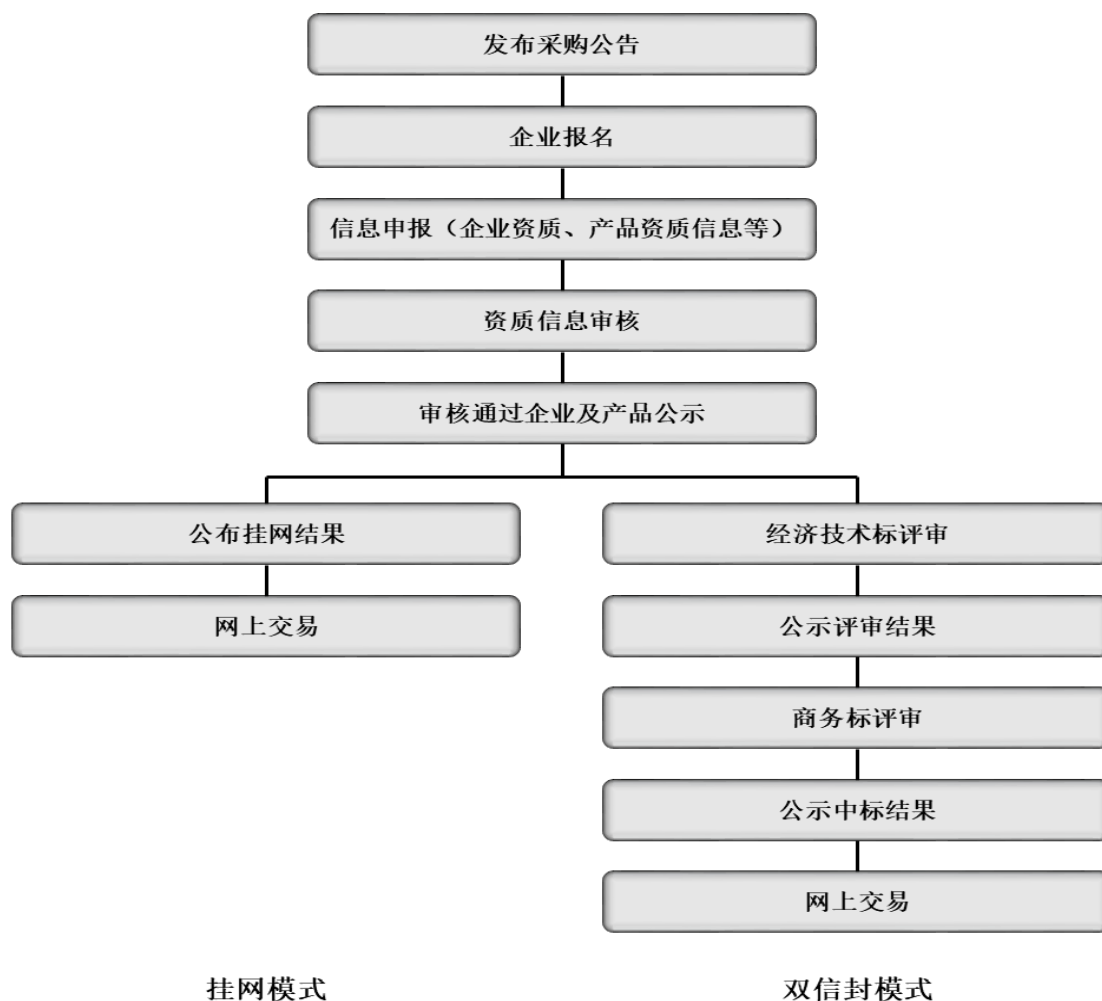 发布采购公告
企业报名
信息申报（企业资质、产品资质信息等）
资质信息审核
审核通过企业及产品公示
公布挂网结果
网上交易
经济技术标评审
公示评审结果
商务标评审
公示中标结果
网上交易
挂网模式
双信封模式